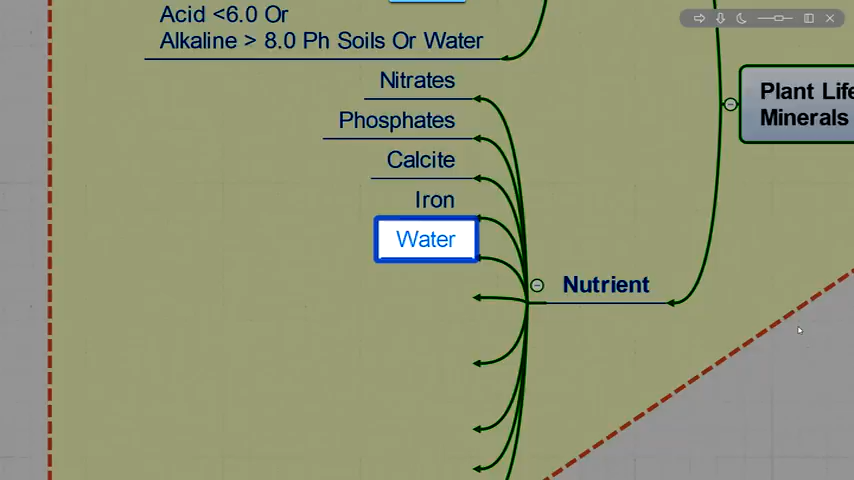 Acid <6.0 Or
Alkaline > 8.0 Ph Soils Or Water
Nitrates
Phosphates
Calcite
Iron
Water
Nutrient
Plant Life
Minerals